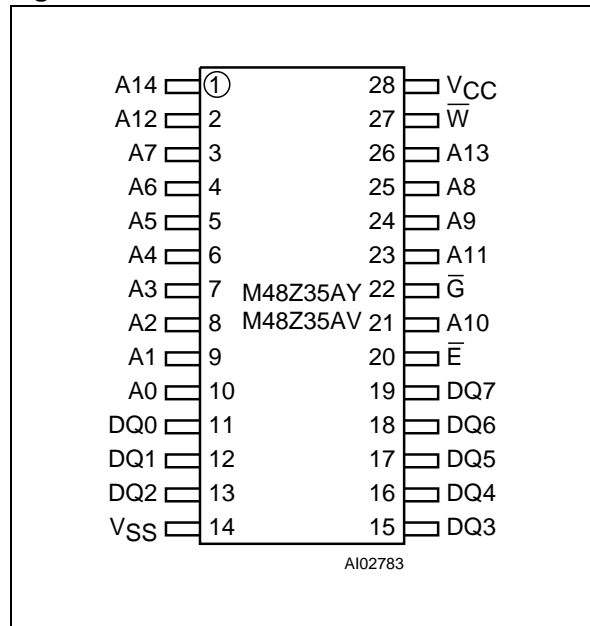 A14 1 28 VCC
A12 2 27 W̅
A7 3 26 A13
A6 4 25 A8
A5 5 24 A9
A4 6 23 A11
A3 7 M48Z35AY 22 G̅
A2 8 M48Z35AV 21 A10
A1 9 20 E̅
A0 10 19 DQ7
DQ0 11 18 DQ6
DQ1 12 17 DQ5
DQ2 13 16 DQ4
VSS 14 15 DQ3
AI02783